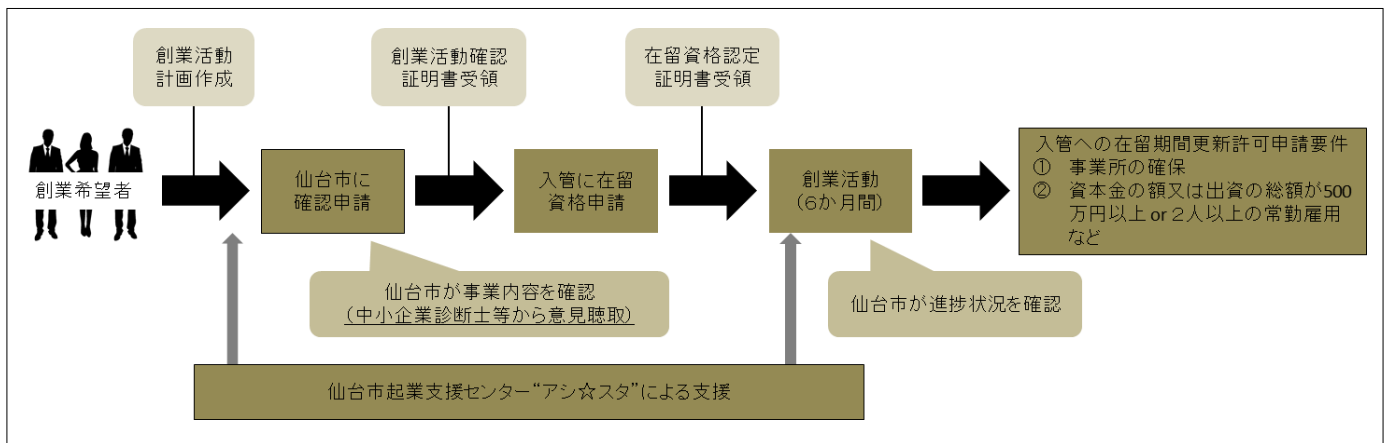 創業活動
計画作成
創業活動確認
証明書受領
在留資格認定
証明書受領
創業希望者
仙台市に
確認申請
入管に在留
資格申請
創業活動
(6か月間)
入管への在留期間更新許可申請要件
① 事業所の確保
② 資本金の額又は出資の総額が500
万円以上 or 2人以上の常勤雇用
など
仙台市が事業内容を確認
(中小企業診断士等から意見聴取)
仙台市が進捗状況を確認
仙台市起業支援センター“アシ☆スタ”による支援